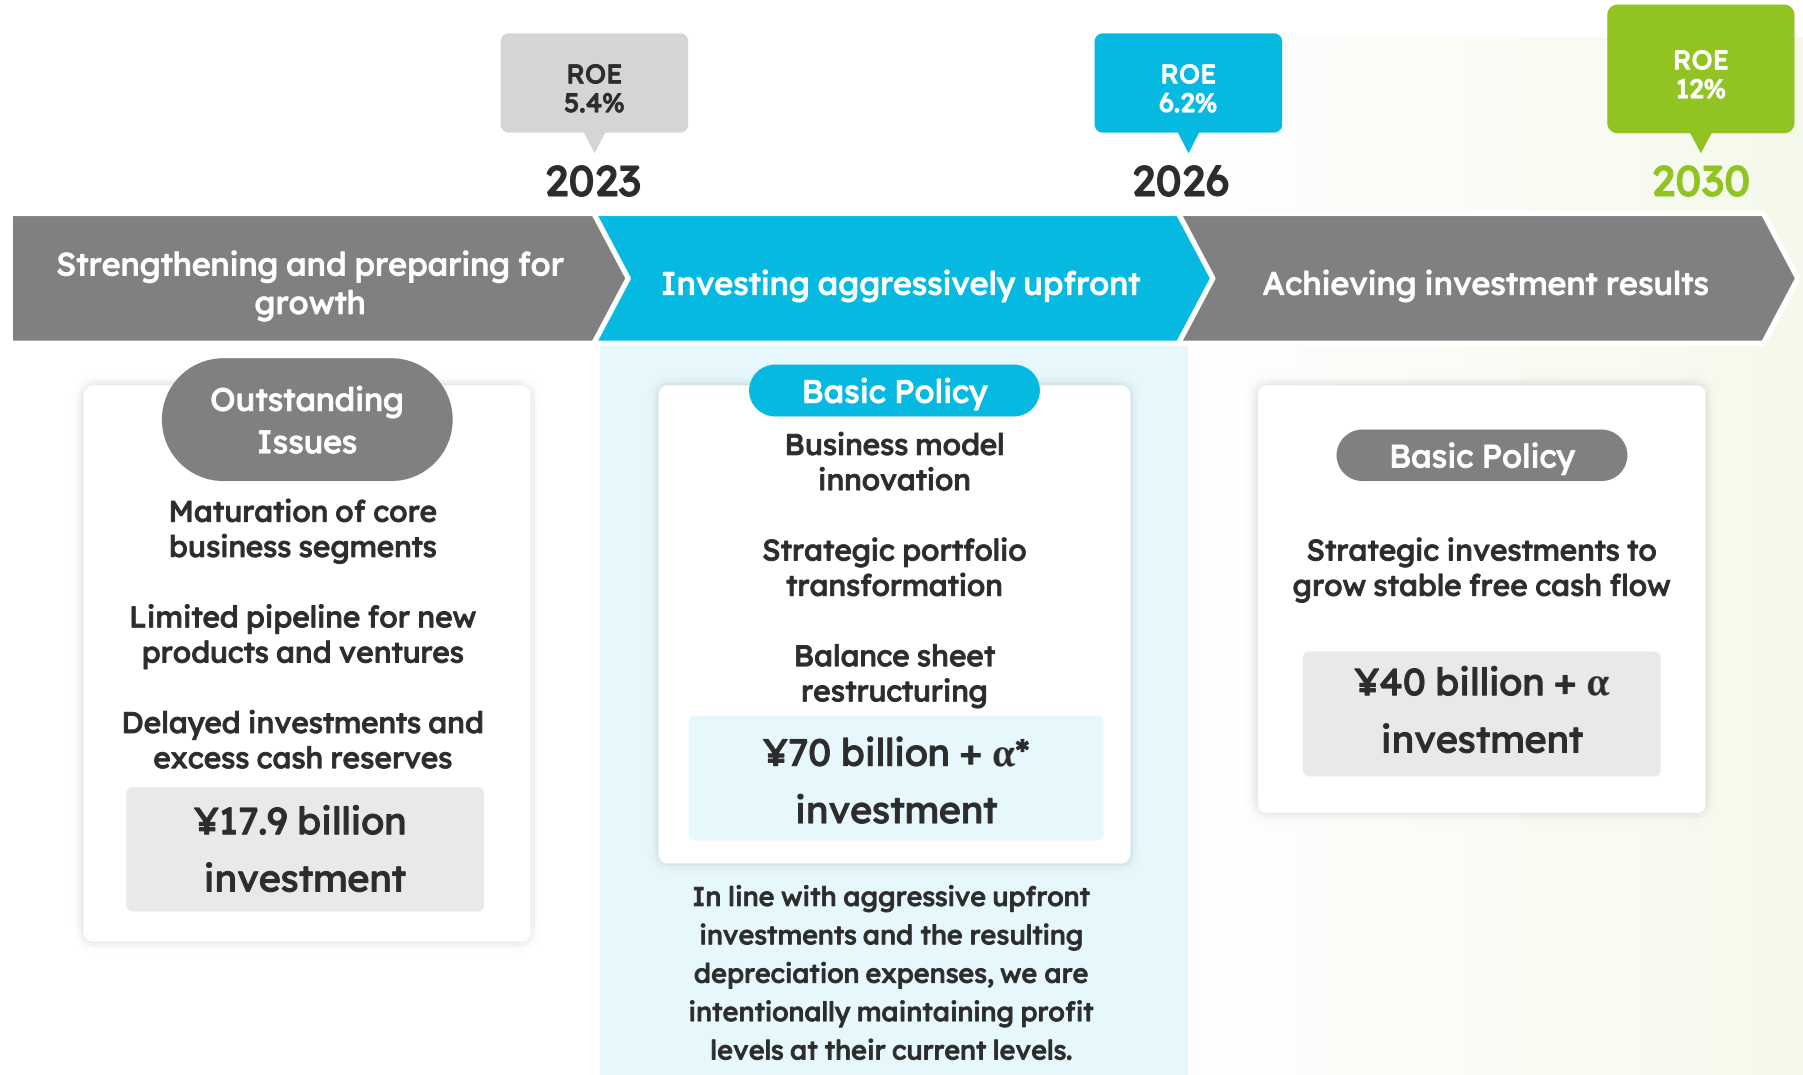 ROE
5.4%
2023
ROE
6.2%
2026
ROE
12%
2030
Strengthening and preparing for
growth
Investing aggressively upfront
Achieving investment results
Outstanding
Issues
Maturation of core
business segments
Limited pipeline for new
products and ventures
Delayed investments and
excess cash reserves
¥17.9 billion
investment
Basic Policy
Business model
innovation
Strategic portfolio
transformation
Balance sheet
restructuring
¥70 billion + α*
investment
In line with aggressive upfront
investments and the resulting
depreciation expenses, we are
intentionally maintaining profit
levels at their current levels.
Basic Policy
Strategic investments to
grow stable free cash flow
¥40 billion + α
investment